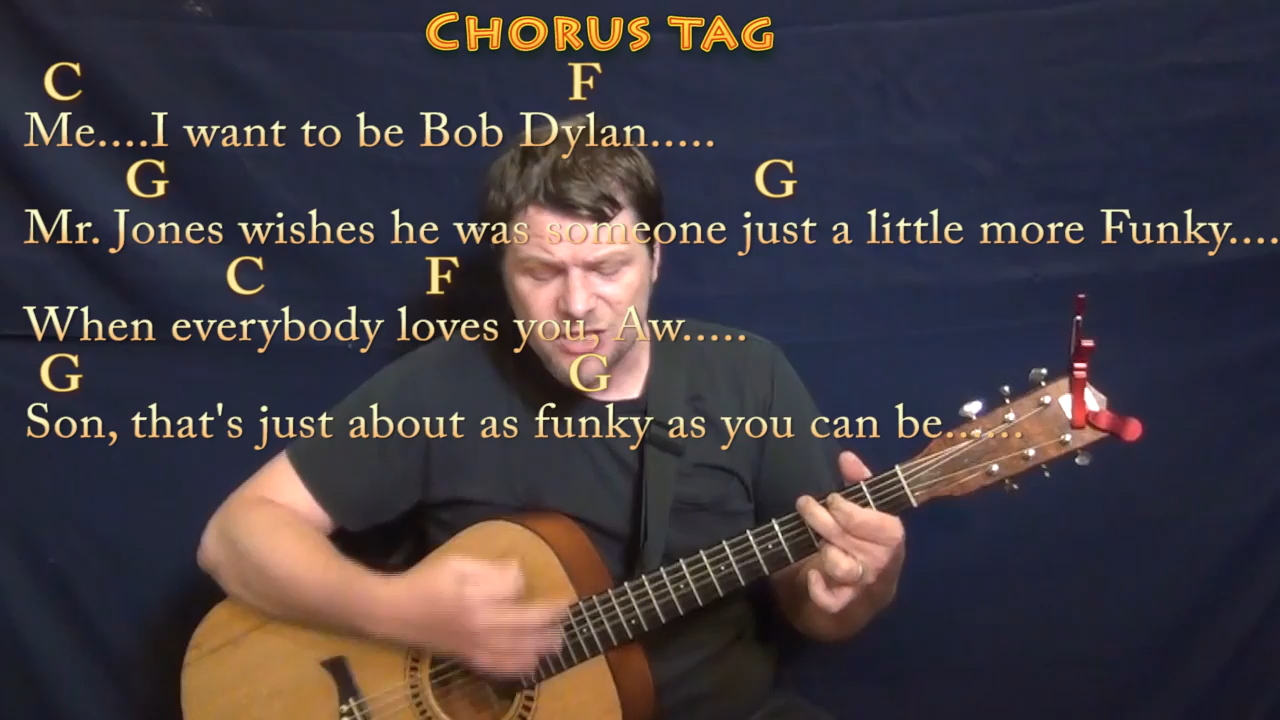 CHORUS TAG
C F
Me....I want to be Bob Dylan.....
G G
Mr. Jones wishes he was someone just a little more Funky....
C F
When everybody loves you, Aw.....
G G
Son, that's just about as funky as you can be......